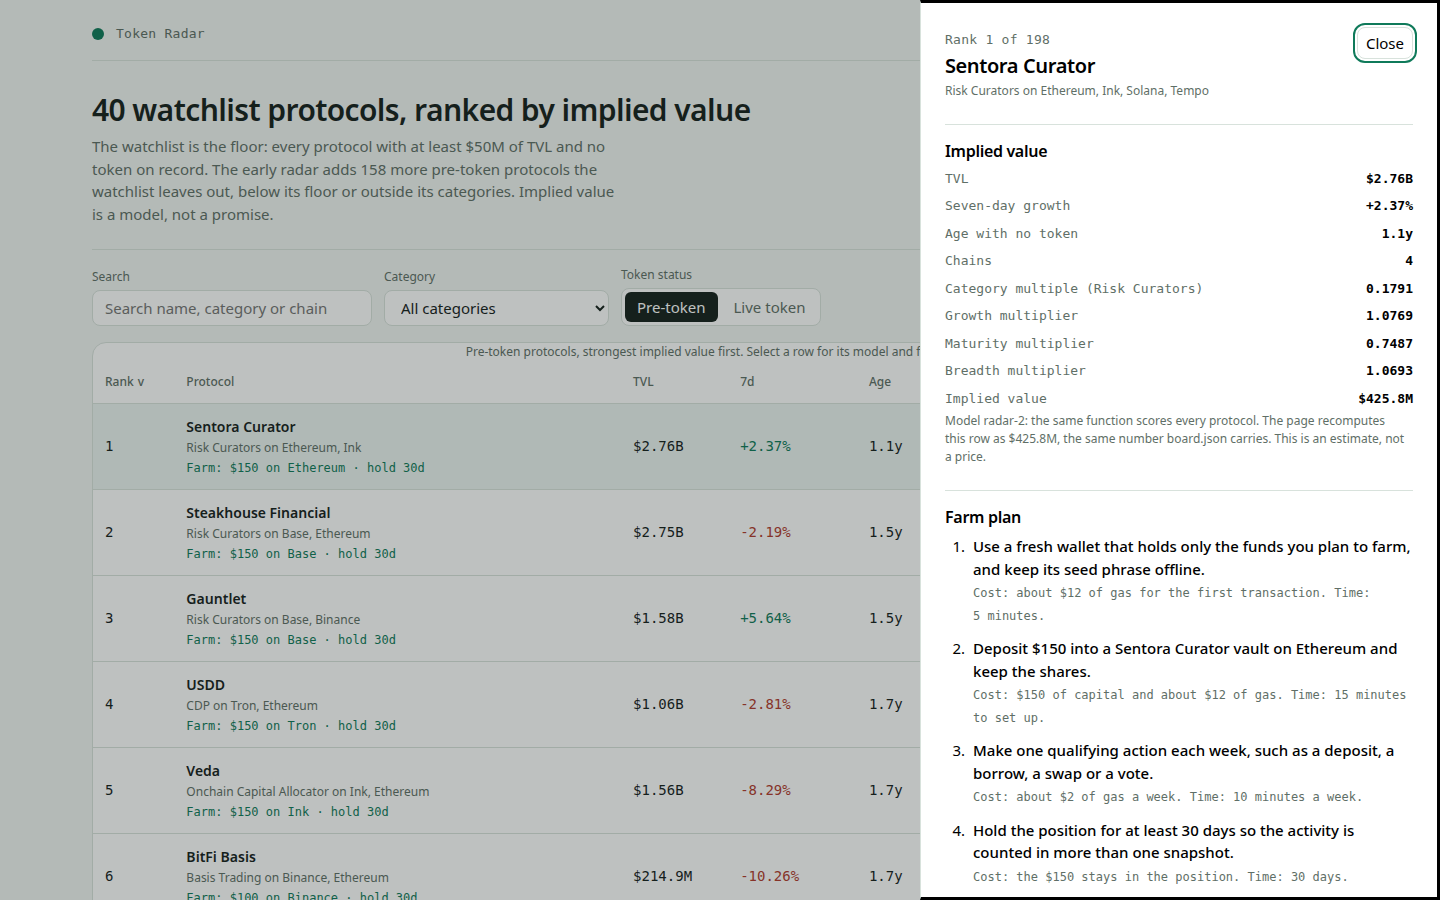 Token Radar
40 watchlist protocols, ranked by implied value
The watchlist is the floor: every protocol with at least $50M of TVL and no
token on record. The early radar adds 158 more pre-token protocols the
watchlist leaves out, below its floor or outside its categories. Implied value
is a model, not a promise.
Search
Category
Token status
Search name, category or chain
All categories
Pre-token
Live token
Pre-token protocols, strongest implied value first. Select a row for its model and f
Rank v Protocol TVL 7d Age
1 Sentora Curator $2.76B +2.37% 1.1y
Risk Curators on Ethereum, Ink
Farm: $150 on Ethereum · hold 30d
2 Steakhouse Financial $2.75B -2.19% 1.5y
Risk Curators on Base, Ethereum
Farm: $150 on Base · hold 30d
3 Gauntlet $1.58B +5.64% 1.5y
Risk Curators on Base, Binance
Farm: $150 on Base · hold 30d
4 USDD $1.06B -2.81% 1.7y
CDP on Tron, Ethereum
Farm: $150 on Tron · hold 30d
5 Veda $1.56B -8.29% 1.7y
Onchain Capital Allocator on Ink, Ethereum
Farm: $150 on Ink · hold 30d
6 BitFi Basis $214.9M -10.26% 1.7y
Basis Trading on Binance, Ethereum
Farm: $100 on Binance · hold 30d
Rank 1 of 198
Close
Sentora Curator
Risk Curators on Ethereum, Ink, Solana, Tempo
Implied value
TVL $2.76B
Seven-day growth +2.37%
Age with no token 1.1y
Chains 4
Category multiple (Risk Curators) 0.1791
Growth multiplier 1.0769
Maturity multiplier 0.7487
Breadth multiplier 1.0693
Implied value $425.8M
Model radar-2: the same function scores every protocol. The page recomputes
this row as $425.8M, the same number board.json carries. This is an estimate, not
a price.
Farm plan
1. Use a fresh wallet that holds only the funds you plan to farm,
and keep its seed phrase offline.
Cost: about $12 of gas for the first transaction. Time:
5 minutes.
2. Deposit $150 into a Sentora Curator vault on Ethereum and
keep the shares.
Cost: $150 of capital and about $12 of gas. Time: 15 minutes
to set up.
3. Make one qualifying action each week, such as a deposit, a
borrow, a swap or a vote.
Cost: about $2 of gas a week. Time: 10 minutes a week.
4. Hold the position for at least 30 days so the activity is
counted in more than one snapshot.
Cost: the $150 stays in the position. Time: 30 days.